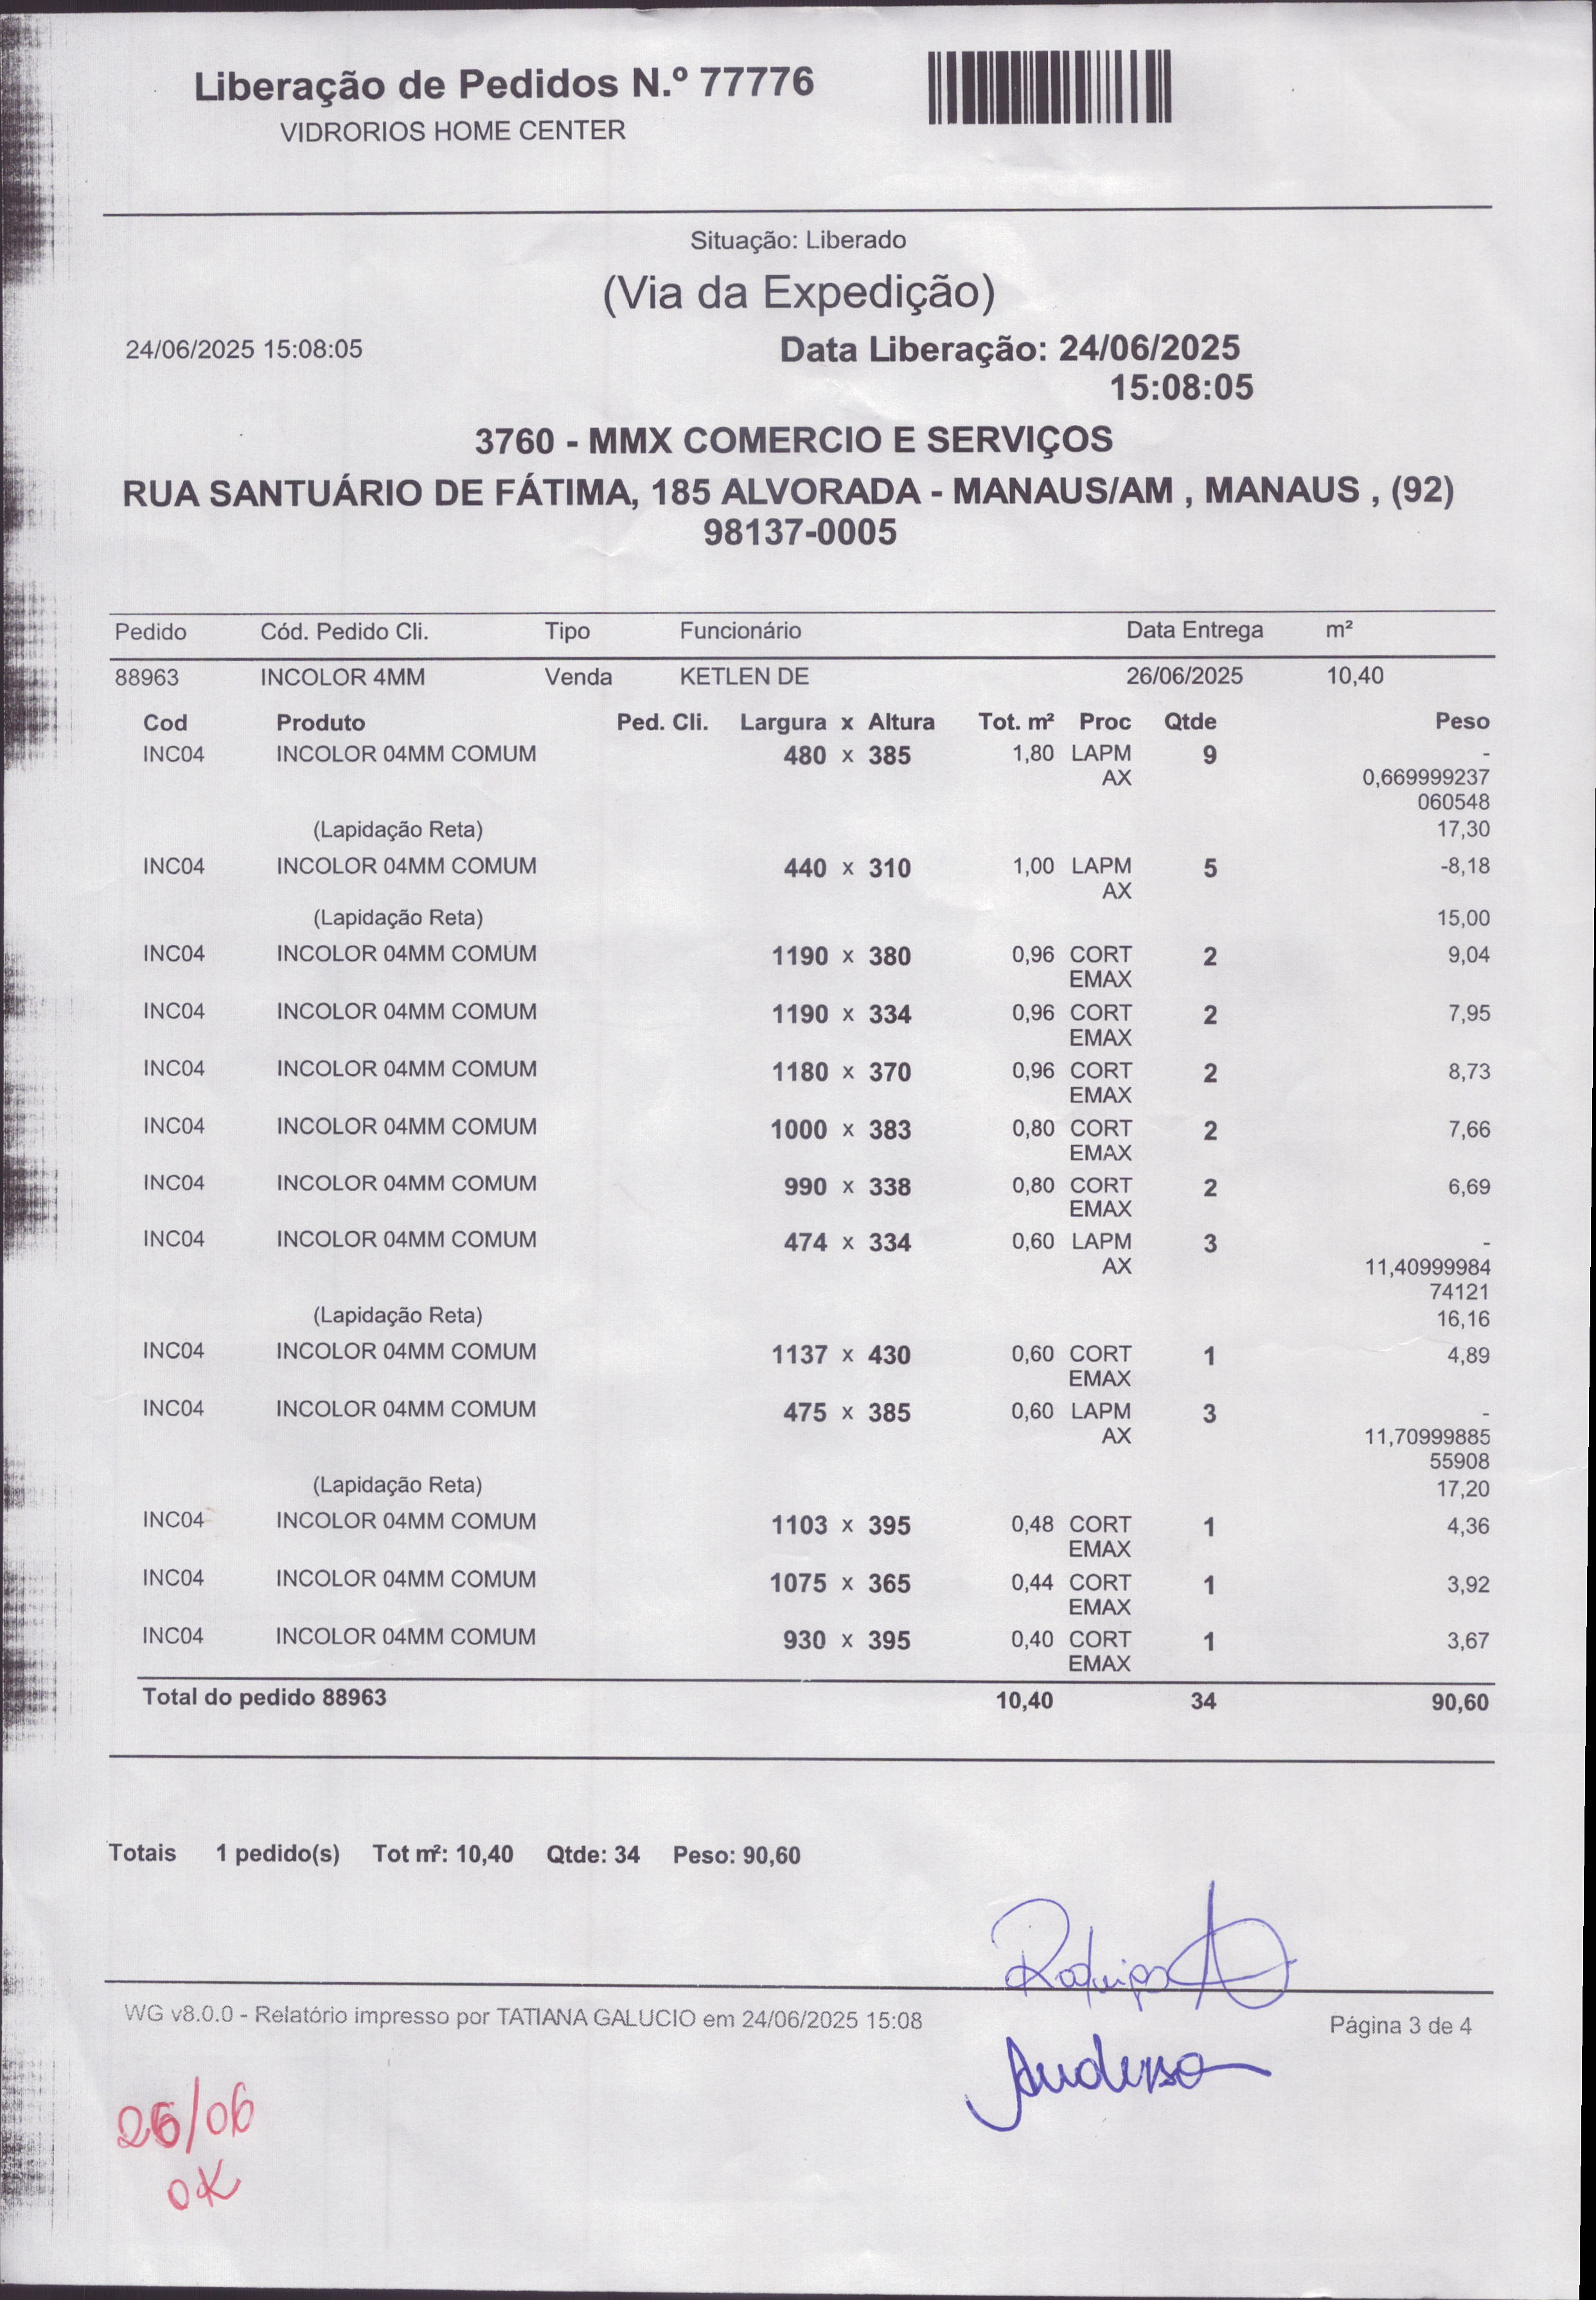 Liberação de Pedidos N.º 77776
VIDRORIOS HOME CENTER
Situação: Liberado
(Via da Expedição)
24/06/2025 15:08:05 Data Liberação: 24/06/2025
15:08:05
3760 - MMX COMERCIO E SERVIÇOS
RUA SANTUÁRIO DE FÁTIMA, 185 ALVORADA - MANAUS/AM , MANAUS , (92)
98137-0005
Pedido Cód. Pedido Cli. Tipo Funcionário Data Entrega m²
88963 INCOLOR 4MM Venda KETLEN DE 26/06/2025 10,40
Cod Produto Ped. Cli. Largura x Altura Tot. m² Proc Qtde Peso
INC04 INCOLOR 04MM COMUM 480 x 385 1,80 LAPM 9 -
AX 0,669999237
060548
(Lapidação Reta) 17,30
INC04 INCOLOR 04MM COMUM 440 x 310 1,00 LAPM 5 -8,18
AX
(Lapidação Reta) 15,00
INC04 INCOLOR 04MM COMUM 1190 x 380 0,96 CORT 2 9,04
EMAX
INC04 INCOLOR 04MM COMUM 1190 x 334 0,96 CORT 2 7,95
EMAX
INC04 INCOLOR 04MM COMUM 1180 x 370 0,96 CORT 2 8,73
EMAX
INC04 INCOLOR 04MM COMUM 1000 x 383 0,80 CORT 2 7,66
EMAX
INC04 INCOLOR 04MM COMUM 990 x 338 0,80 CORT 2 6,69
EMAX
INC04 INCOLOR 04MM COMUM 474 x 334 0,60 LAPM 3 -
AX 11,40999984
74121
(Lapidação Reta) 16,16
INC04 INCOLOR 04MM COMUM 1137 x 430 0,60 CORT 1 4,89
EMAX
INC04 INCOLOR 04MM COMUM 475 x 385 0,60 LAPM 3 -
AX 11,70999885
55908
(Lapidação Reta) 17,20
INC04 INCOLOR 04MM COMUM 1103 x 395 0,48 CORT 1 4,36
EMAX
INC04 INCOLOR 04MM COMUM 1075 x 365 0,44 CORT 1 3,92
EMAX
INC04 INCOLOR 04MM COMUM 930 x 395 0,40 CORT 1 3,67
EMAX
Total do pedido 88963 10,40 34 90,60
Totais 1 pedido(s) Tot m²: 10,40 Qtde: 34 Peso: 90,60
Rodrigo
WG v8.0.0 - Relatório impresso por TATIANA GALUCIO em 24/06/2025 15:08 Página 3 de 4
Anderson
26/06
OK